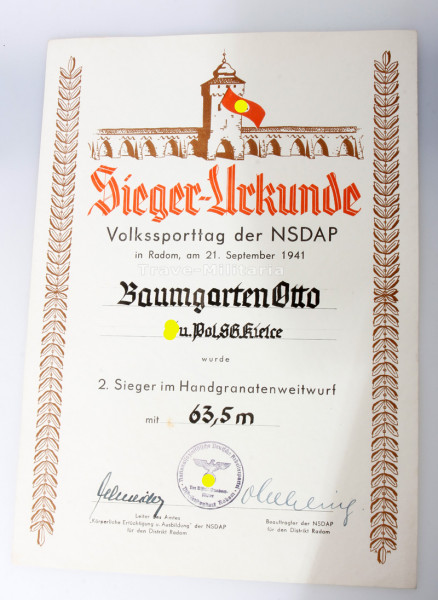 Sieger-Urkunde
Volkssporttag der NSDAP
in Radom, am 21. September 1941
Trave-Militaria
Baumgarten Otto
u. Pol. Kielce
wurde
2. Sieger im Handgranatenweitwurf
mit 63,5 m
Leiter des Amtes
"Körperliche Ertüchtigung u. Ausbildung" der NSDAP
für den Distrikt Radom
Beauftragter der NSDAP
für den Distrikt Radom